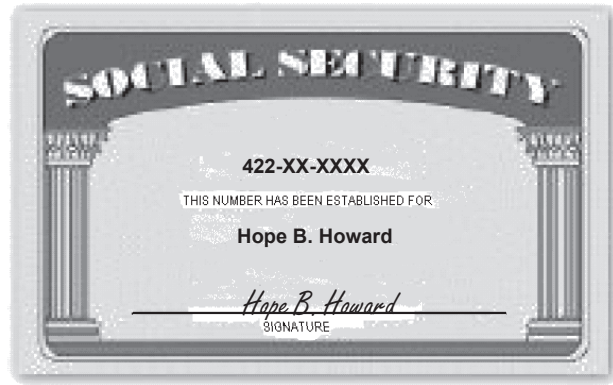 SOCIAL SECURITY
422-XX-XXXX
THIS NUMBER HAS BEEN ESTABLISHED FOR
Hope B. Howard
Hope B. Howard
SIGNATURE